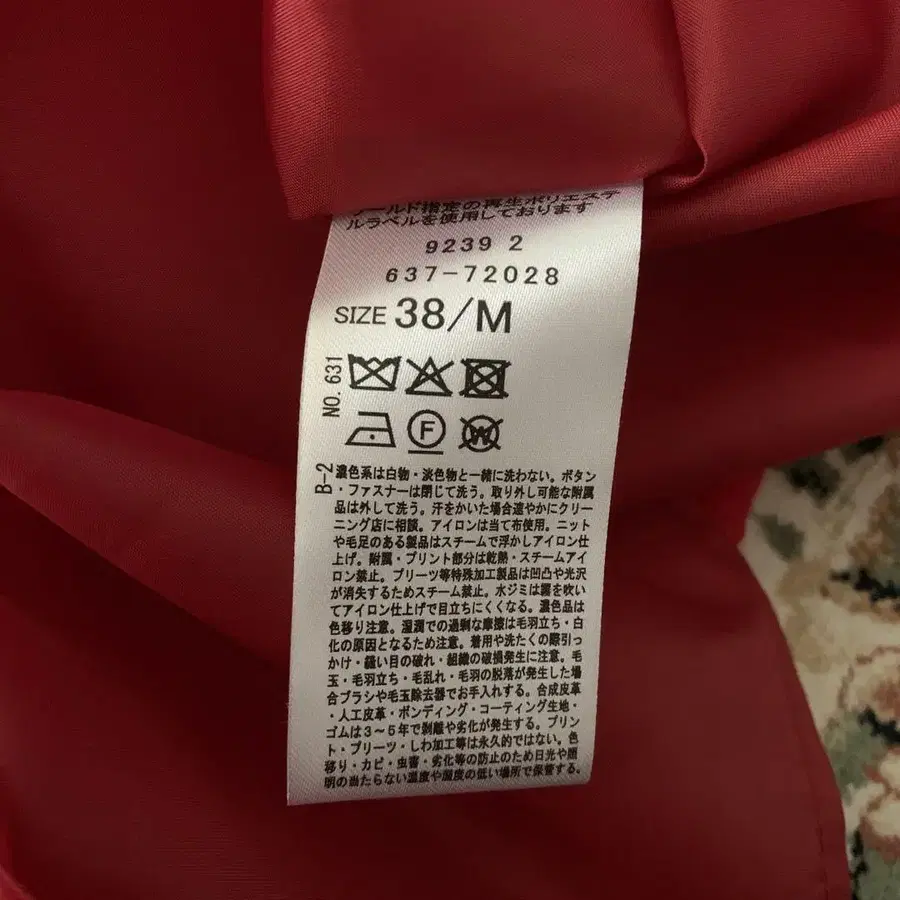 ールド指定の再生ポリエステ
ルラベルを使用しております
9239 2
637-72028
SIZE 38/M
NO. 631
F
W
B-2
濃色系は白物・淡色物と一緒に洗わない。ボタン
・ファスナーは閉じて洗う。取り外し可能な附属
品は外して洗う。汗をかいた場合速やかにクリー
ニング店に相談。アイロンは当て布使用。ニット
や毛足のある製品はスチームで浮かしアイロン仕
上げ。附属・プリント部分は乾熱・スチームアイ
ロン禁止。プリーツ等特殊加工製品は凹凸や光沢
が消失するためスチーム禁止。水ジミは霧を吹い
てアイロン仕上げで目立ちにくくなる。濃色品は
色移り注意。湿潤での過剰な摩擦は毛羽立ち・白
化の原因となるため注意。着用や洗たくの際引っ
かけ・縫い目の破れ・組織の破損発生に注意。毛
玉・毛羽立ち・毛乱れ・毛羽の脱落が発生した場
合ブラシや毛玉除去器でお手入れする。合成皮革
・人工皮革・ボンディング・コーティング生地・
ゴムは3～5年で剥離や劣化が発生する。プリン
ト・プリーツ・しわ加工等は永久的ではない。色
移り・カビ・虫害・劣化等の防止のため日光や照
明の当たらない温度や湿度の低い場所で保管する。